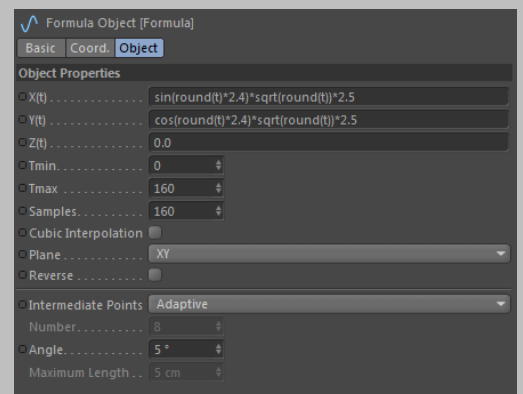 Formula Object [Formula]
Basic Coord. Object
Object Properties
X(t) . . . . . . . . . . . . . sin(round(t)*2.4)*sqrt(round(t))*2.5
Y(t) . . . . . . . . . . . . . cos(round(t)*2.4)*sqrt(round(t))*2.5
Z(t) . . . . . . . . . . . . . 0.0
Tmin. . . . . . . . . . . . 0
Tmax . . . . . . . . . . . 160
Samples. . . . . . . . . 160
Cubic Interpolation
Plane . . . . . . . . . . . XY
Reverse . . . . . . . . .
Intermediate Points Adaptive
Number. . . . . . . . . . 8
Angle. . . . . . . . . . . 5 °
Maximum Length . . 5 cm